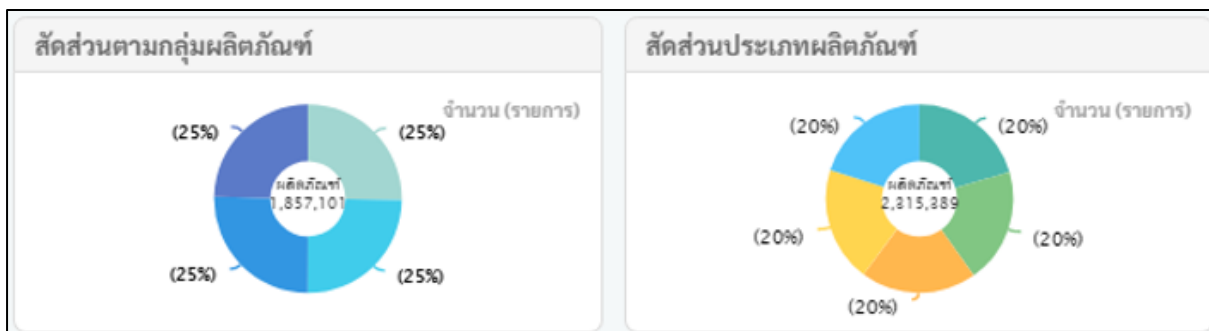 สัดส่วนตามกลุ่มผลิตภัณฑ์
จำนวน (รายการ)
(25%)
(25%)
ผลิตภัณฑ์
1,857,101
(25%)
(25%)
สัดส่วนประเภทผลิตภัณฑ์
จำนวน (รายการ)
(20%)
(20%)
ผลิตภัณฑ์
2,315,389
(20%)
(20%)
(20%)